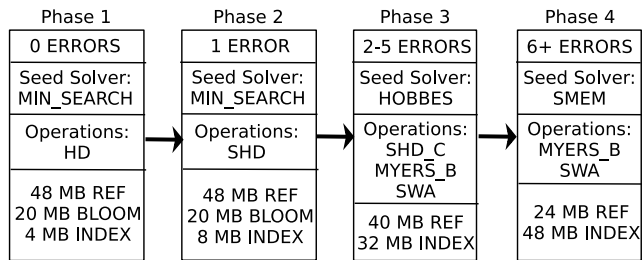 Phase 1
0 ERRORS
Seed Solver:
MIN_SEARCH
Operations:
HD
48 MB REF
20 MB BLOOM
4 MB INDEX
Phase 2
1 ERROR
Seed Solver:
MIN_SEARCH
Operations:
SHD
48 MB REF
20 MB BLOOM
8 MB INDEX
Phase 3
2-5 ERRORS
Seed Solver:
HOBBES
Operations:
SHD_C
MYERS_B
SWA
40 MB REF
32 MB INDEX
Phase 4
6+ ERRORS
Seed Solver:
SMEM
Operations:
MYERS_B
SWA
24 MB REF
48 MB INDEX